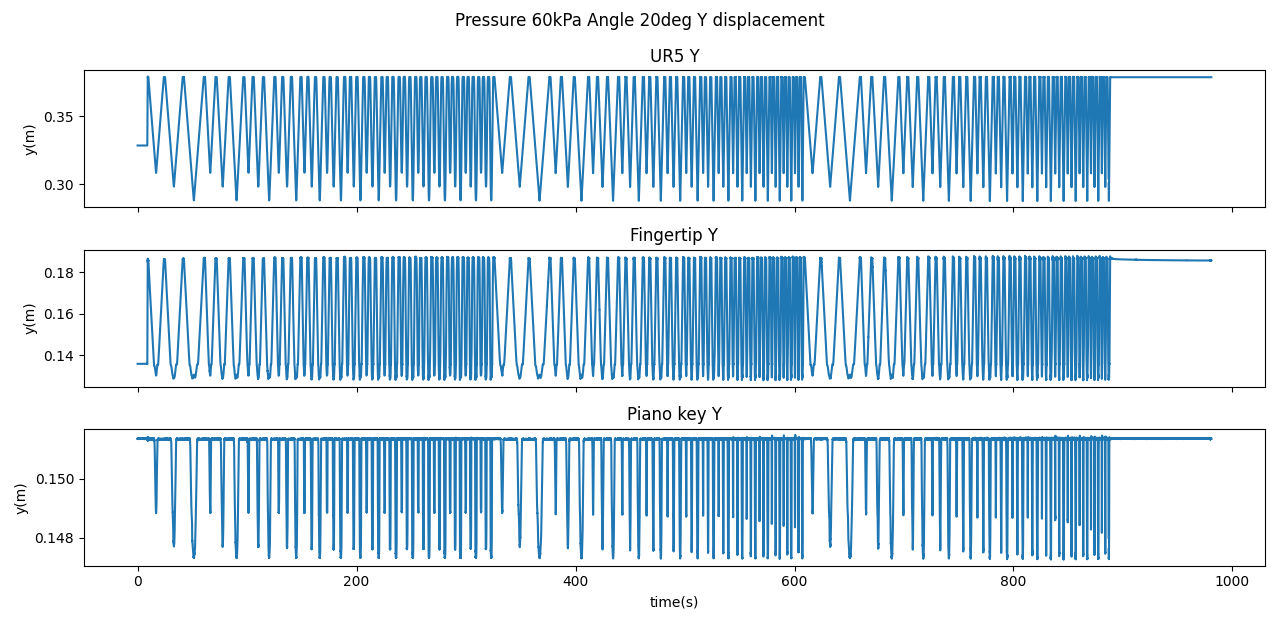 Pressure 60kPa Angle 20deg Y displacement
UR5 Y
0.35
0.30
y(m)
Fingertip Y
0.18
0.16
0.14
y(m)
Piano key Y
0.150
0.148
y(m)
0 200 400 600 800 1000
time(s)